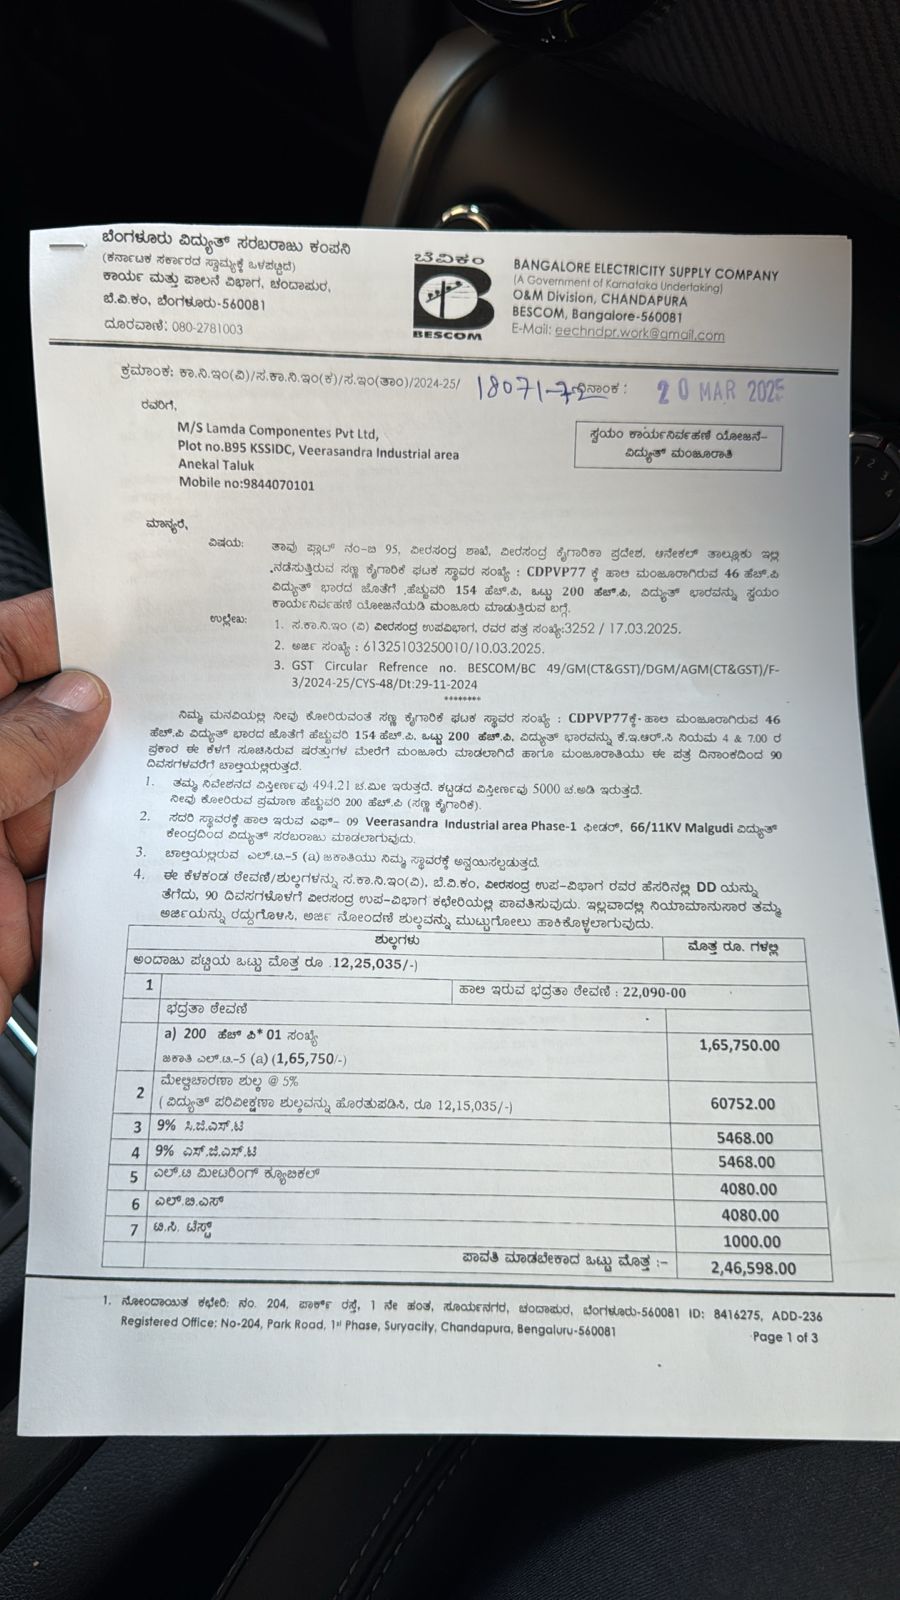 ಬೆಂಗಳೂರು ವಿದ್ಯುತ್ ಸರಬರಾಜು ಕಂಪನಿ
(ಕರ್ನಾಟಕ ಸರ್ಕಾರದ ಸ್ವಾಮ್ಯಕ್ಕೆ ಒಳಪಟ್ಟಿದೆ)
ಕಾರ್ಯ ಮತ್ತು ಪಾಲನೆ ವಿಭಾಗ, ಚಂದಾಪುರ,
ಬೆ.ವಿ.ಕಂ, ಬೆಂಗಳೂರು-560081
ದೂರವಾಣಿ: 080-2781003
ಬೆವಿಕಂ
BESCOM
BANGALORE ELECTRICITY SUPPLY COMPANY
(A Government of Karnataka Undertaking)
O&M Division, CHANDAPURA
BESCOM, Bangalore-560081
E-Mail: eechndpr.work@gmail.com
ಕ್ರಮಾಂಕ: ಕಾ.ನಿ.ಇಂ(ವಿ)/ಸ.ಕಾ.ನಿ.ಇಂ(ಕ)/ಸ.ಇಂ(ತಾಂ)/2024-25/ 18071-72 ದಿನಾಂಕ : 20 MAR 2025
ರವರಿಗೆ,
M/S Lamda Componentes Pvt Ltd,
Plot no.B95 KSSIDC, Veerasandra Industrial area
Anekal Taluk
Mobile no:9844070101
ಸ್ವಯಂ ಕಾರ್ಯನಿರ್ವಹಣೆ ಯೋಜನೆ-
ವಿದ್ಯುತ್ ಮಂಜೂರಾತಿ
ಮಾನ್ಯರೆ,
ವಿಷಯ: ತಾವು ಪ್ಲಾಟ್ ನಂ-ಬಿ 95, ವೀರಸಂದ್ರ ಶಾಖೆ, ವೀರಸಂದ್ರ ಕೈಗಾರಿಕಾ ಪ್ರದೇಶ, ಆನೇಕಲ್ ತಾಲ್ಲೂಕು ಇಲ್ಲಿ
ನಡೆಸುತ್ತಿರುವ ಸಣ್ಣ ಕೈಗಾರಿಕೆ ಘಟಕ ಸ್ಥಾವರ ಸಂಖ್ಯೆ : CDPVP77 ಕ್ಕೆ ಹಾಲಿ ಮಂಜೂರಾಗಿರುವ 46 ಹೆಚ್.ಪಿ
ವಿದ್ಯುತ್ ಭಾರದ ಜೊತೆಗೆ ಹೆಚ್ಚುವರಿ 154 ಹೆಚ್.ಪಿ, ಒಟ್ಟು 200 ಹೆಚ್.ಪಿ, ವಿದ್ಯುತ್ ಭಾರವನ್ನು ಸ್ವಯಂ
ಕಾರ್ಯನಿರ್ವಹಣೆ ಯೋಜನೆಯಡಿ ಮಂಜೂರು ಮಾಡುತ್ತಿರುವ ಬಗ್ಗೆ.
ಉಲ್ಲೇಖ: 1. ಸ.ಕಾ.ನಿ.ಇಂ (ವಿ) ವೀರಸಂದ್ರ ಉಪವಿಭಾಗ, ರವರ ಪತ್ರ ಸಂಖ್ಯೆ:3252 / 17.03.2025.
2. ಅರ್ಜಿ ಸಂಖ್ಯೆ : 61325103250010/10.03.2025.
3. GST Circular Refrence no. BESCOM/BC 49/GM(CT&GST)/DGM/AGM(CT&GST)/F-
3/2024-25/CYS-48/Dt:29-11-2024
********
ನಿಮ್ಮ ಮನವಿಯಲ್ಲಿ ನೀವು ಕೋರಿರುವಂತೆ ಸಣ್ಣ ಕೈಗಾರಿಕೆ ಘಟಕ ಸ್ಥಾವರ ಸಂಖ್ಯೆ : CDPVP77ಕ್ಕೆ ಹಾಲಿ ಮಂಜೂರಾಗಿರುವ 46
ಹೆಚ್.ಪಿ ವಿದ್ಯುತ್ ಭಾರದ ಜೊತೆಗೆ ಹೆಚ್ಚುವರಿ 154 ಹೆಚ್.ಪಿ, ಒಟ್ಟು 200 ಹೆಚ್.ಪಿ, ವಿದ್ಯುತ್ ಭಾರವನ್ನು ಕೆ.ಇ.ಆರ್.ಸಿ ನಿಯಮ 4 & 7.00 ರ
ಪ್ರಕಾರ ಈ ಕೆಳಗೆ ಸೂಚಿಸಿರುವ ಷರತ್ತುಗಳ ಮೇರೆಗೆ ಮಂಜೂರು ಮಾಡಲಾಗಿದೆ ಹಾಗೂ ಮಂಜೂರಾತಿಯು ಈ ಪತ್ರ ದಿನಾಂಕದಿಂದ 90
ದಿವಸಗಳವರೆಗೆ ಚಾಲ್ತಿಯಲ್ಲಿರುತ್ತದೆ.
1. ತಮ್ಮ ನಿವೇಶನದ ವಿಸ್ತೀರ್ಣವು 494.21 ಚ.ಮೀ ಇರುತ್ತದೆ. ಕಟ್ಟಡದ ವಿಸ್ತೀರ್ಣವು 5000 ಚ.ಅಡಿ ಇರುತ್ತದೆ.
ನೀವು ಕೋರಿರುವ ಪ್ರಮಾಣ ಹೆಚ್ಚುವರಿ 200 ಹೆಚ್.ಪಿ (ಸಣ್ಣ ಕೈಗಾರಿಕೆ).
2. ಸದರಿ ಸ್ಥಾವರಕ್ಕೆ ಹಾಲಿ ಇರುವ ಎಫ್- 09 Veerasandra Industrial area Phase-1 ಫೀಡರ್, 66/11KV Malgudi ವಿದ್ಯುತ್
ಕೇಂದ್ರದಿಂದ ವಿದ್ಯುತ್ ಸರಬರಾಜು ಮಾಡಲಾಗುವುದು.
3. ಚಾಲ್ತಿಯಲ್ಲಿರುವ ಎಲ್.ಟಿ.-5 (a) ಜಕಾತಿಯು ನಿಮ್ಮ ಸ್ಥಾವರಕ್ಕೆ ಅನ್ವಯಿಸಲ್ಪಡುತ್ತದೆ.
4. ಈ ಕೆಳಕಂಡ ಠೇವಣಿ/ಶುಲ್ಕಗಳನ್ನು ಸ.ಕಾ.ನಿ.ಇಂ(ವಿ), ಬೆ.ವಿ.ಕಂ, ವೀರಸಂದ್ರ ಉಪ-ವಿಭಾಗ ರವರ ಹೆಸರಿನಲ್ಲಿ DD ಯನ್ನು
ತೆಗೆದು, 90 ದಿವಸಗಳೊಳಗೆ ವೀರಸಂದ್ರ ಉಪ-ವಿಭಾಗ ಕಛೇರಿಯಲ್ಲಿ ಪಾವತಿಸುವುದು. ಇಲ್ಲವಾದಲ್ಲಿ ನಿಯಾಮಾನುಸಾರ ತಮ್ಮ
ಅರ್ಜಿಯನ್ನು ರದ್ದುಗೊಳಿಸಿ, ಅರ್ಜಿ ನೋಂದಣಿ ಶುಲ್ಕವನ್ನು ಮುಟ್ಟುಗೋಲು ಹಾಕಿಕೊಳ್ಳಲಾಗುವುದು.
ಶುಲ್ಕಗಳು ಮೊತ್ತ ರೂ. ಗಳಲ್ಲಿ
ಅಂದಾಜು ಪಟ್ಟಿಯ ಒಟ್ಟು ಮೊತ್ತ ರೂ .12,25,035/-)
1 ಹಾಲಿ ಇರುವ ಭದ್ರತಾ ಠೇವಣಿ : 22,090-00
ಭದ್ರತಾ ಠೇವಣಿ
a) 200 ಹೆಚ್ ಪಿ* 01 ಸಂಖ್ಯೆ 1,65,750.00
ಜಕಾತಿ ಎಲ್.ಟಿ.-5 (a) (1,65,750/-)
2 ಮೇಲ್ವಿಚಾರಣಾ ಶುಲ್ಕ @ 5% 60752.00
( ವಿದ್ಯುತ್ ಪರಿವೀಕ್ಷಣಾ ಶುಲ್ಕವನ್ನು ಹೊರತುಪಡಿಸಿ, ರೂ 12,15,035/-)
3 9% ಸಿ.ಜಿ.ಎಸ್.ಟಿ 5468.00
4 9% ಎಸ್.ಜಿ.ಎಸ್.ಟಿ 5468.00
5 ಎಲ್.ಟಿ ಮೀಟರಿಂಗ್ ಕ್ಯೂಬಿಕಲ್ 4080.00
6 ಎಲ್.ಬಿ.ಎಸ್ 4080.00
7 ಟಿ.ಸಿ. ಟೆಸ್ಟ್ 1000.00
ಪಾವತಿ ಮಾಡಬೇಕಾದ ಒಟ್ಟು ಮೊತ್ತ :- 2,46,598.00
1. ನೋಂದಾಯಿತ ಕಛೇರಿ: ನಂ. 204, ಪಾರ್ಕ್ ರಸ್ತೆ, 1 ನೇ ಹಂತ, ಸೂರ್ಯನಗರ, ಚಂದಾಪುರ, ಬೆಂಗಳೂರು-560081 ID: 8416275, ADD-236
Registered Office: No-204, Park Road, 1st Phase, Suryacity, Chandapura, Bengaluru-560081
Page 1 of 3
1 2 3 4